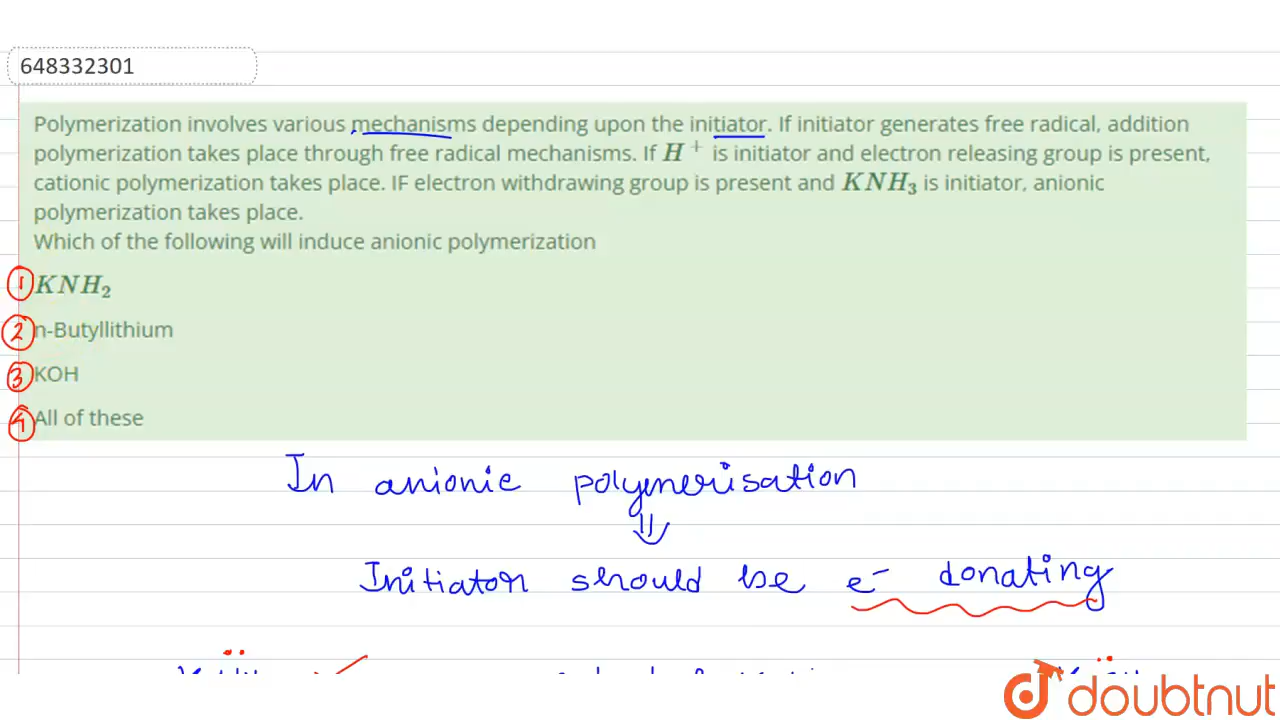 648332301
Polymerization involves various mechanisms depending upon the initiator. If initiator generates free radical, addition
polymerization takes place through free radical mechanisms. If H⁺ is initiator and electron releasing group is present,
cationic polymerization takes place. IF electron withdrawing group is present and KNH₃ is initiator, anionic
polymerization takes place.
Which of the following will induce anionic polymerization
1 KNH₂
2 n-Butyllithium
3 KOH
4 All of these
In anionic polymerisation
⇓
Initiator should be e⁻ donating
doubtnut